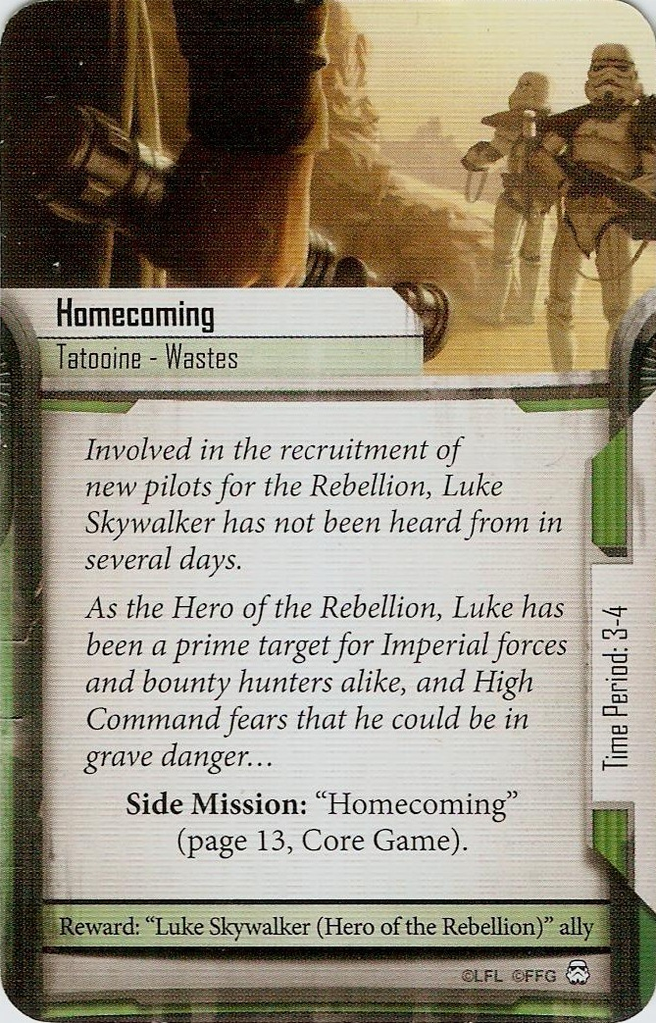 Homecoming
Tatooine - Wastes
Involved in the recruitment of
new pilots for the Rebellion, Luke
Skywalker has not been heard from in
several days.
As the Hero of the Rebellion, Luke has
been a prime target for Imperial forces
and bounty hunters alike, and High
Command fears that he could be in
grave danger…
Side Mission: “Homecoming”
(page 13, Core Game).
Time Period: 3-4
Reward: “Luke Skywalker (Hero of the Rebellion)” ally
©LFL ©FFG